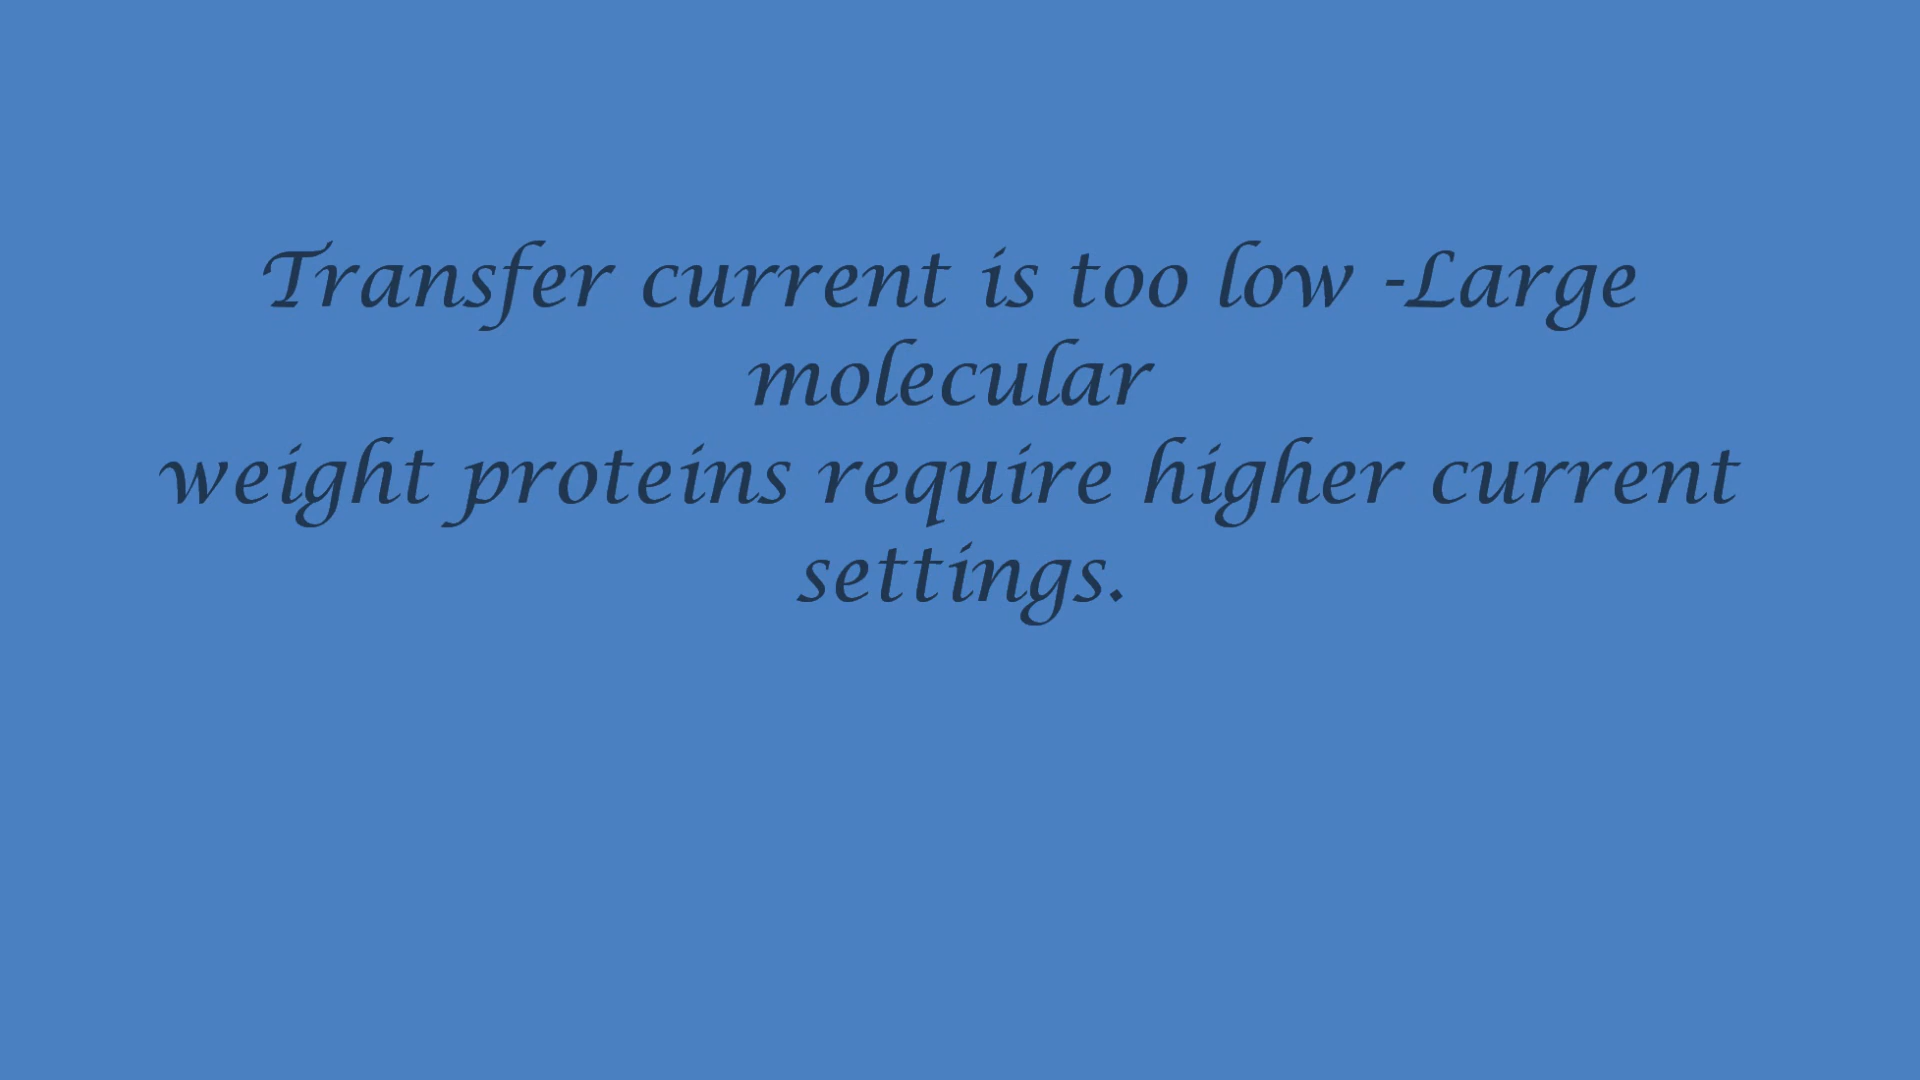 Transfer current is too low -Large
molecular
weight proteins require higher current
settings.